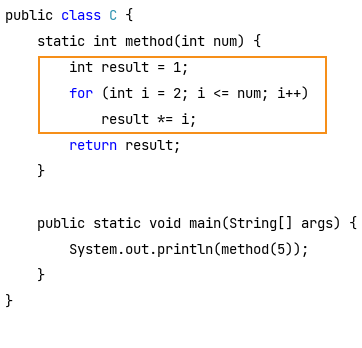 public class C {
    static int method(int num) {
        int result = 1;
        for (int i = 2; i <= num; i++)
            result *= i;
        return result;
    }

    public static void main(String[] args) {
        System.out.println(method(5));
    }
}